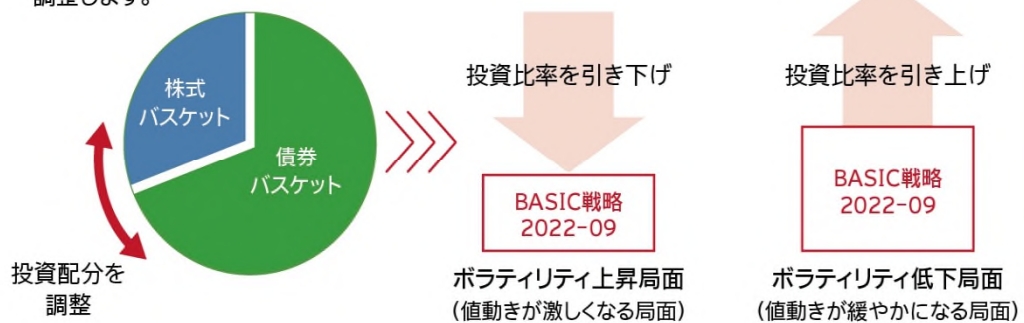 調整します。
株式
バスケット
債券
バスケット
投資配分を
調整
投資比率を引き下げ
BASIC戦略
2022-09
ボラティリティ上昇局面
(値動きが激しくなる局面)
投資比率を引き上げ
BASIC戦略
2022-09
ボラティリティ低下局面
(値動きが緩やかになる局面)